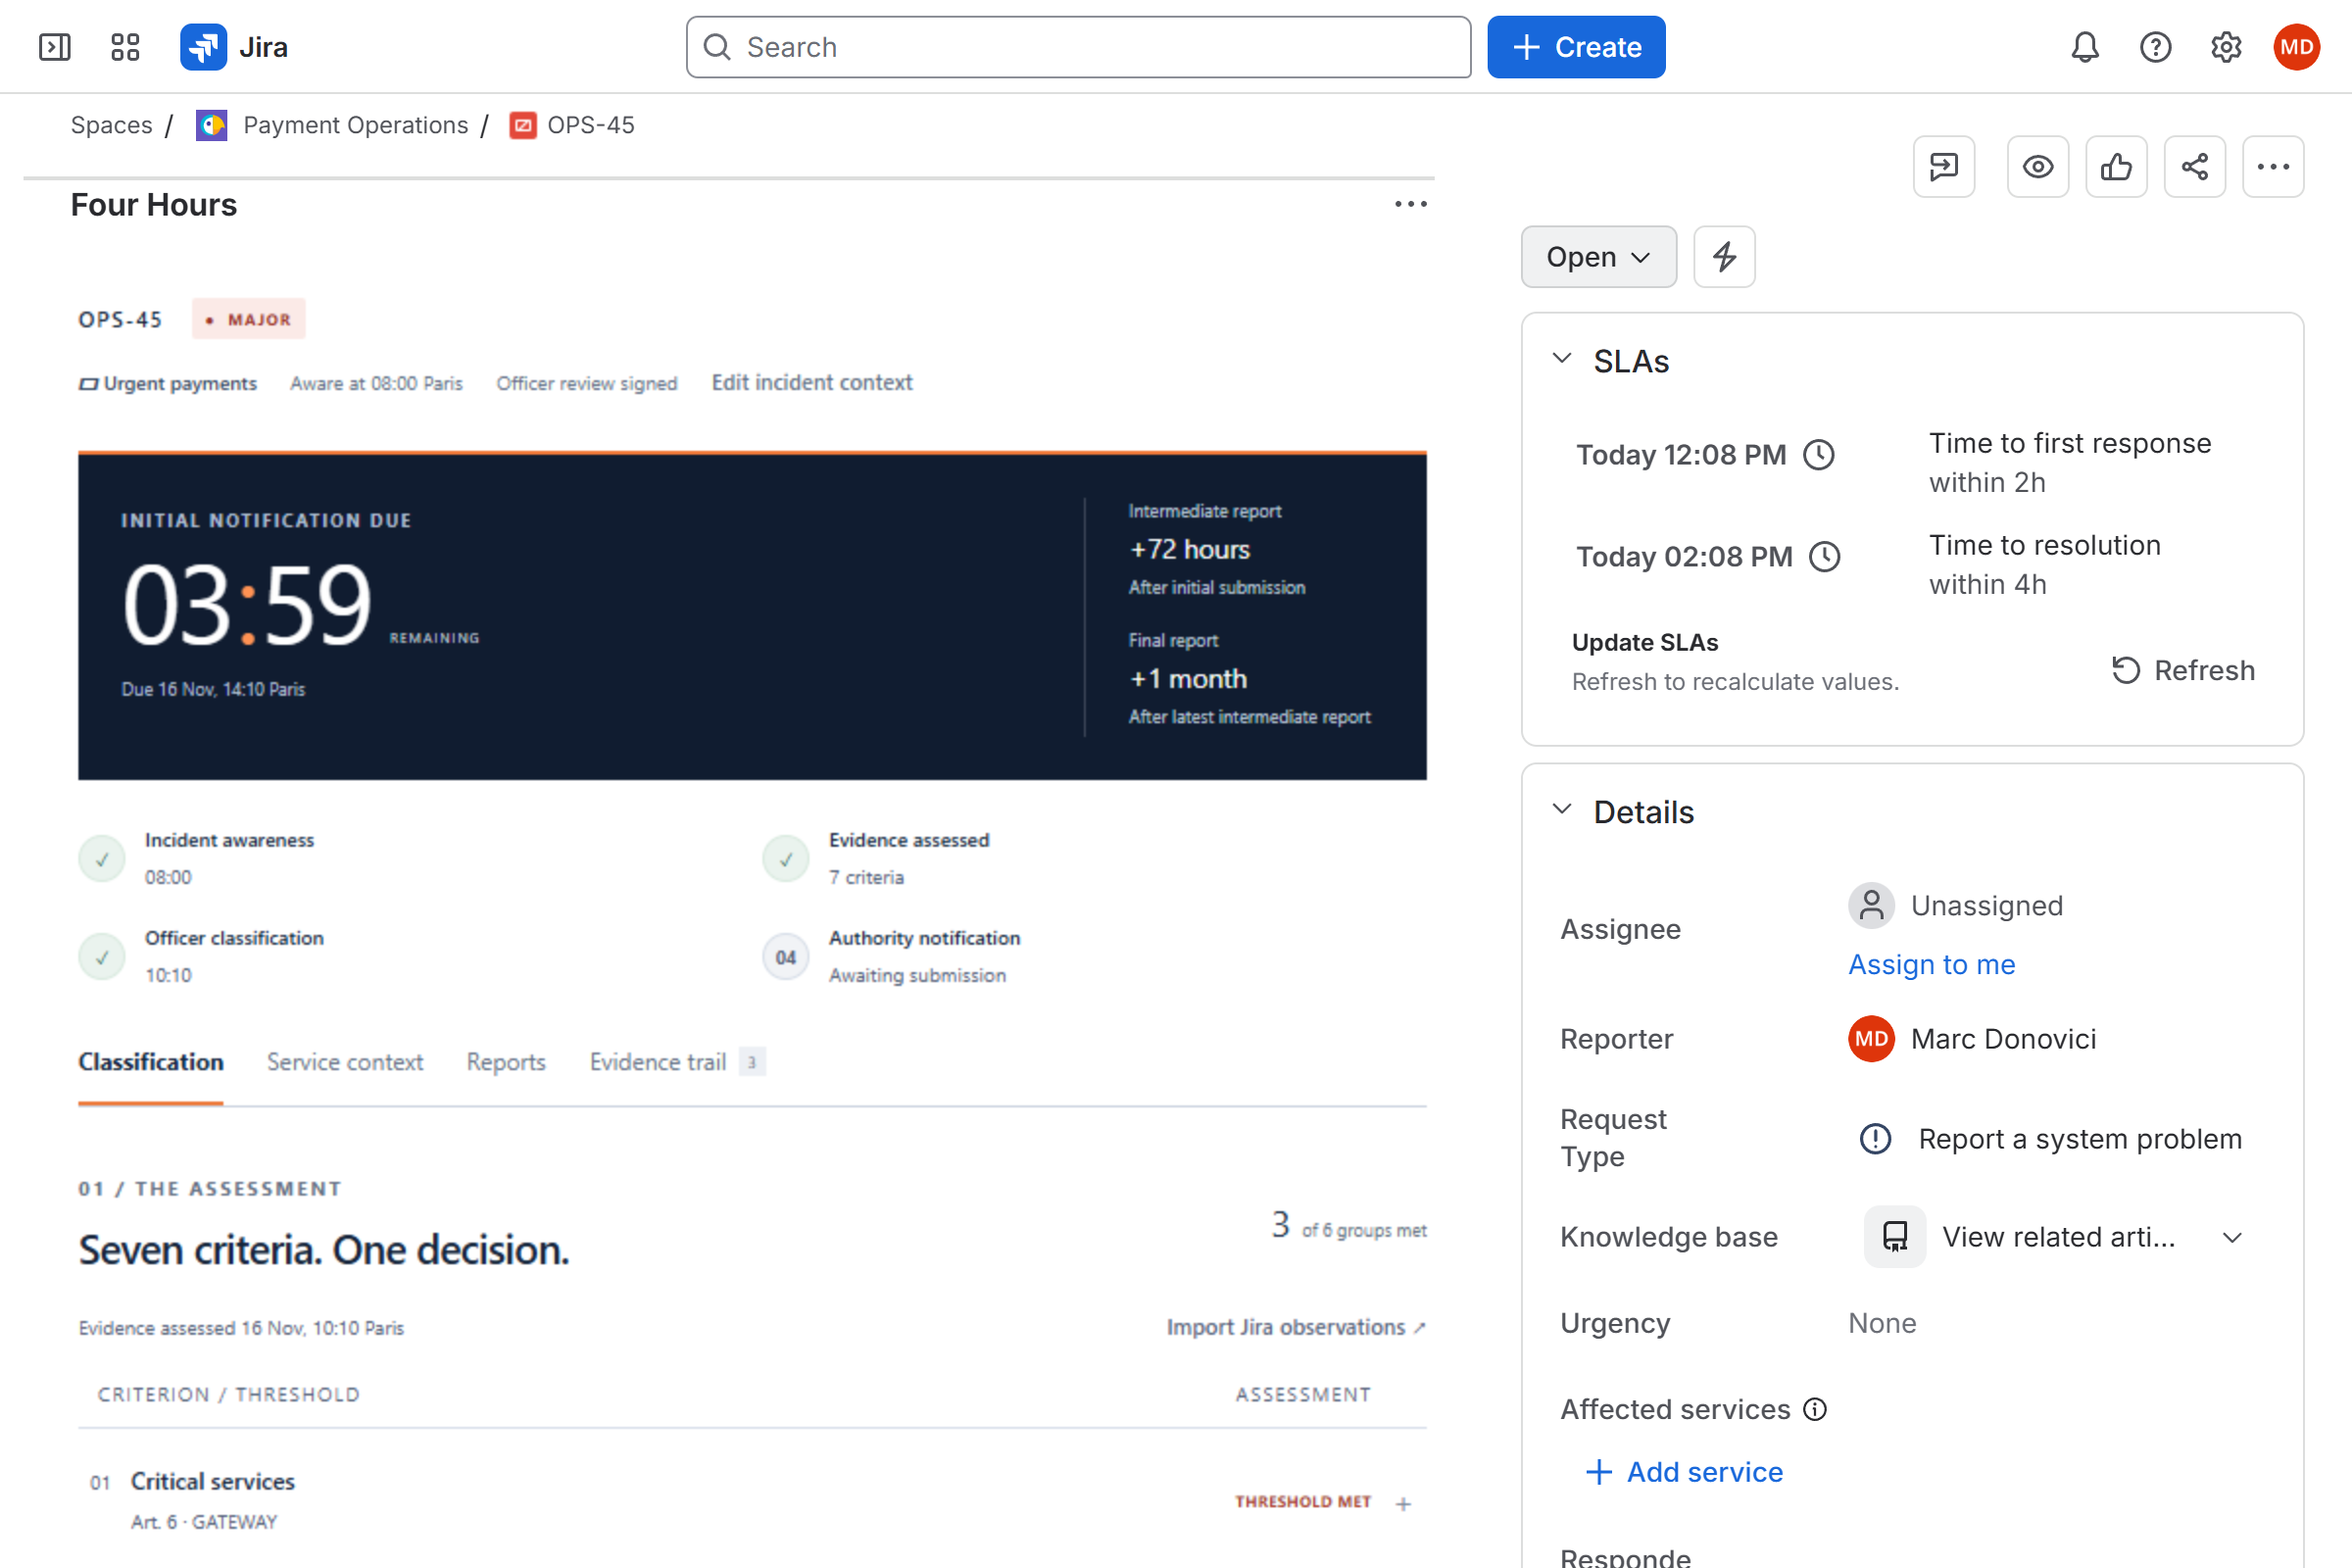 Jira
Search
Create
MD
Spaces / Payment Operations / OPS-45
Four Hours
OPS-45 • MAJOR
Urgent payments Aware at 08:00 Paris Officer review signed Edit incident context
INITIAL NOTIFICATION DUE
03:59 REMAINING
Due 16 Nov, 14:10 Paris
Intermediate report
+72 hours
After initial submission
Final report
+1 month
After latest intermediate report
Incident awareness
08:00
Evidence assessed
7 criteria
Officer classification
10:10
04 Authority notification
Awaiting submission
Classification Service context Reports Evidence trail 3
01 / THE ASSESSMENT
Seven criteria. One decision.
3 of 6 groups met
Evidence assessed 16 Nov, 10:10 Paris
Import Jira observations ↗
CRITERION / THRESHOLD ASSESSMENT
01 Critical services
Art. 6 · GATEWAY
THRESHOLD MET +
Open
SLAs
Today 12:08 PM Time to first response
within 2h
Today 02:08 PM Time to resolution
within 4h
Update SLAs
Refresh to recalculate values.
Refresh
Details
Assignee Unassigned
Assign to me
Reporter MD Marc Donovici
Request
Type
Report a system problem
Knowledge base View related arti...
Urgency None
Affected services
+ Add service
Responde